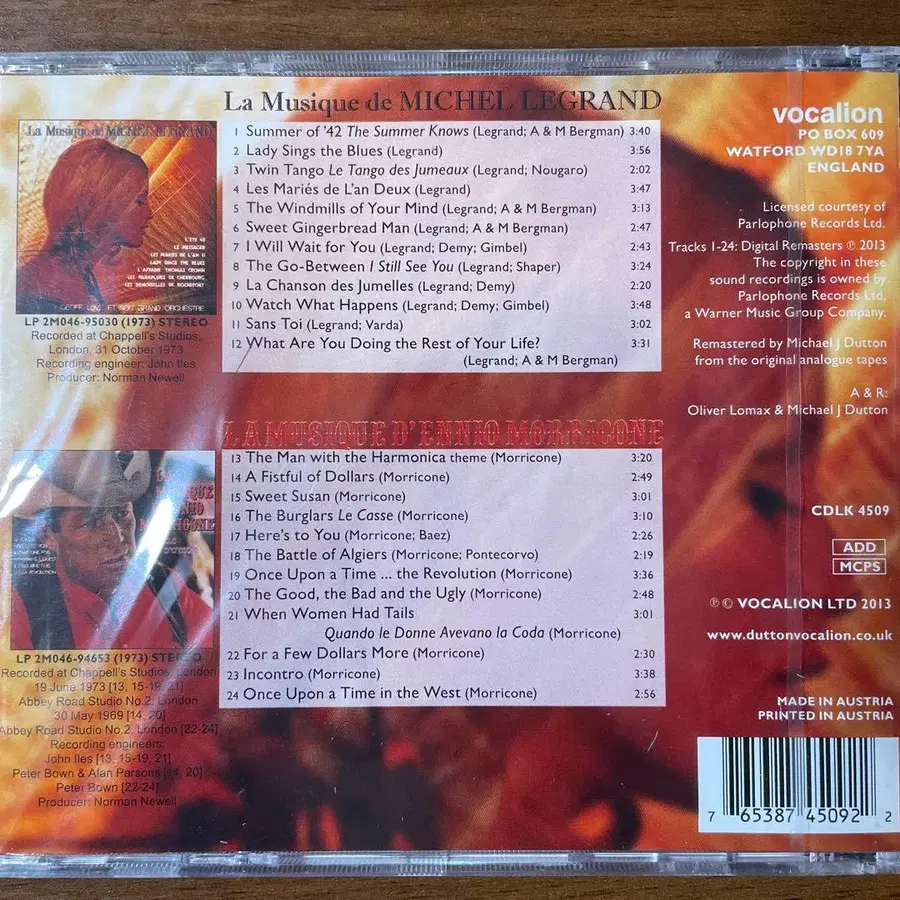 La Musique de MICHEL LEGRAND
1 Summer of '42 The Summer Knows (Legrand; A & M Bergman) 3:40
2 Lady Sings the Blues (Legrand) 3:56
3 Twin Tango Le Tango des Jumeaux (Legrand; Nougaro) 2:02
4 Les Mariés de L'an Deux (Legrand) 3:47
5 The Windmills of Your Mind (Legrand; A & M Bergman) 3:13
6 Sweet Gingerbread Man (Legrand; A & M Bergman) 2:47
7 I Will Wait for You (Legrand; Demy; Gimbel) 2:43
8 The Go-Between I Still See You (Legrand; Shaper) 3:24
9 La Chanson des Jumelles (Legrand; Demy) 2:20
10 Watch What Happens (Legrand; Demy; Gimbel) 3:48
11 Sans Toi (Legrand; Varda) 3:02
12 What Are You Doing the Rest of Your Life? 3:31
(Legrand; A & M Bergman)
La Musique de MICHEL LEGRAND
L'ETE 42
LE MESSAGER
LES MARIES DE L'AN II
LADY SINGS THE BLUES
L'AFFAIRE THOMAS CROWN
LES PARAPLUIES DE CHERBOURG
LES DEMOISELLES DE ROCHEFORT
GEOFF LOVE ET SON GRAND ORCHESTRE
LP 2M046-95030 (1973) STEREO
Recorded at Chappell's Studios,
London, 31 October 1973
Recording engineer: John Iles
Producer: Norman Newell
LA MUSIQUE D'ENNIO MORRICONE
13 The Man with the Harmonica theme (Morricone) 3:20
14 A Fistful of Dollars (Morricone) 2:49
15 Sweet Susan (Morricone) 3:01
16 The Burglars Le Casse (Morricone) 3:10
17 Here's to You (Morricone; Baez) 2:26
18 The Battle of Algiers (Morricone; Pontecorvo) 2:19
19 Once Upon a Time ... the Revolution (Morricone) 3:36
20 The Good, the Bad and the Ugly (Morricone) 2:48
21 When Women Had Tails 3:01
Quando le Donne Avevano la Coda (Morricone)
22 For a Few Dollars More (Morricone) 2:30
23 Incontro (Morricone) 3:38
24 Once Upon a Time in the West (Morricone) 2:56
LP 2M046-94653 (1973) STEREO
Recorded at Chappell's Studios, London
19 June 1973 [13, 15-19, 21]
Abbey Road Studio No.2, London
30 May 1969 [14, 20]
Abbey Road Studio No.2, London [22-24]
Recording engineers:
John Iles [13, 15-19, 21]
Peter Bown & Alan Parsons [14, 20]
Peter Bown [22-24]
Producer: Norman Newell
vocalion
PO BOX 609
WATFORD WD18 7YA
ENGLAND
Licensed courtesy of
Parlophone Records Ltd.
Tracks 1-24: Digital Remasters ℗ 2013
The copyright in these
sound recordings is owned by
Parlophone Records Ltd,
a Warner Music Group Company.
Remastered by Michael J Dutton
from the original analogue tapes
A & R:
Oliver Lomax & Michael J Dutton
CDLK 4509
ADD
MCPS
℗ © VOCALION LTD 2013
www.duttonvocalion.co.uk
MADE IN AUSTRIA
PRINTED IN AUSTRIA
7 65387 45092 2